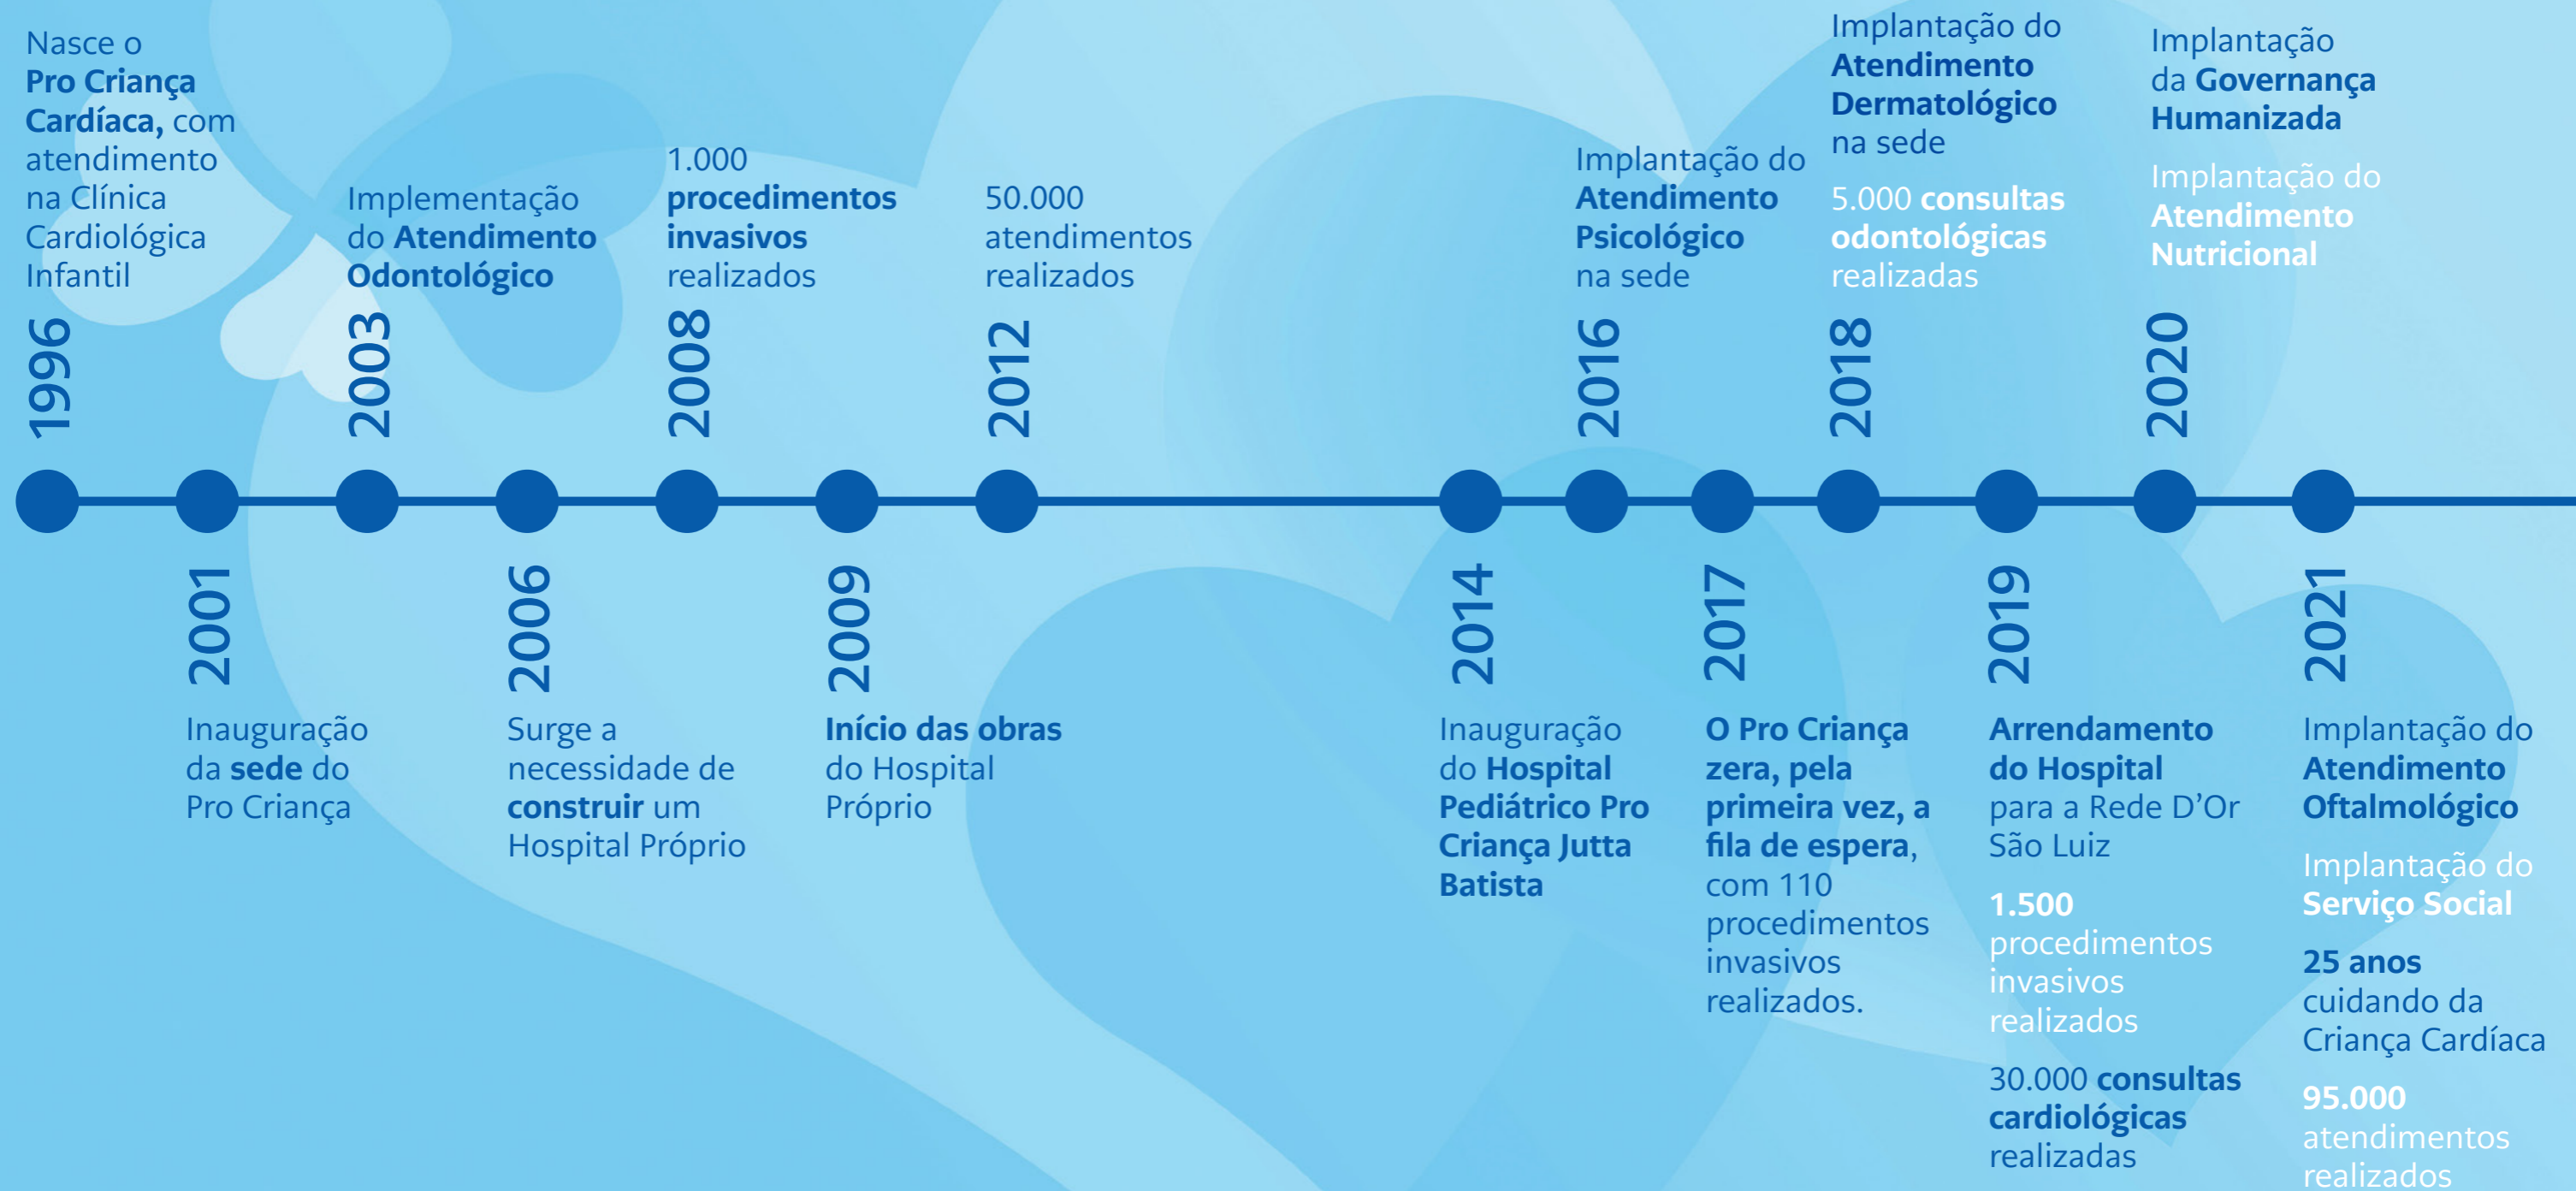 Nasce o
Pro Criança
Cardíaca, com
atendimento
na Clínica
Cardiológica
Infantil
1996
2001
Inauguração
da sede do
Pro Criança
Implementação
do Atendimento
Odontológico
2003
2006
Surge a
necessidade de
construir um
Hospital Próprio
1.000
procedimentos
invasivos
realizados
2008
2009
Início das obras
do Hospital
Próprio
50.000
atendimentos
realizados
2012
2014
Inauguração
do Hospital
Pediátrico Pro
Criança Jutta
Batista
Implantação do
Atendimento
Psicológico
na sede
2016
2017
O Pro Criança
zera, pela
primeira vez, a
fila de espera,
com 110
procedimentos
invasivos
realizados.
Implantação do
Atendimento
Dermatológico
na sede
5.000 consultas
odontológicas
realizadas
2018
2019
Arrendamento
do Hospital
para a Rede D’Or
São Luiz
1.500
procedimentos
invasivos
realizados
30.000 consultas
cardiológicas
realizadas
Implantação
da Governança
Humanizada
Implantação do
Atendimento
Nutricional
2020
2021
Implantação do
Atendimento
Oftalmológico
Implantação do
Serviço Social
25 anos
cuidando da
Criança Cardíaca
95.000
atendimentos
realizados